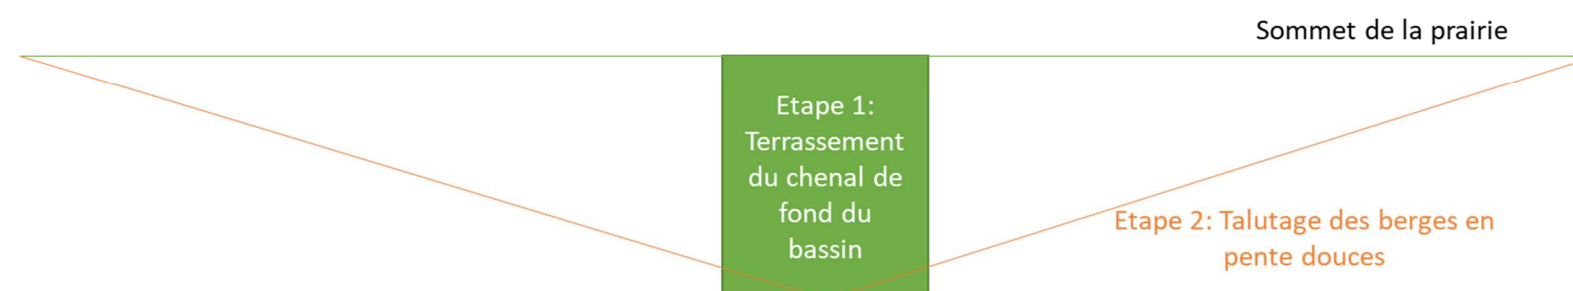 Sommet de la prairie
Etape 1:
Terrassement
du chenal de
fond du
bassin
Etape 2: Talutage des berges en
pente douces